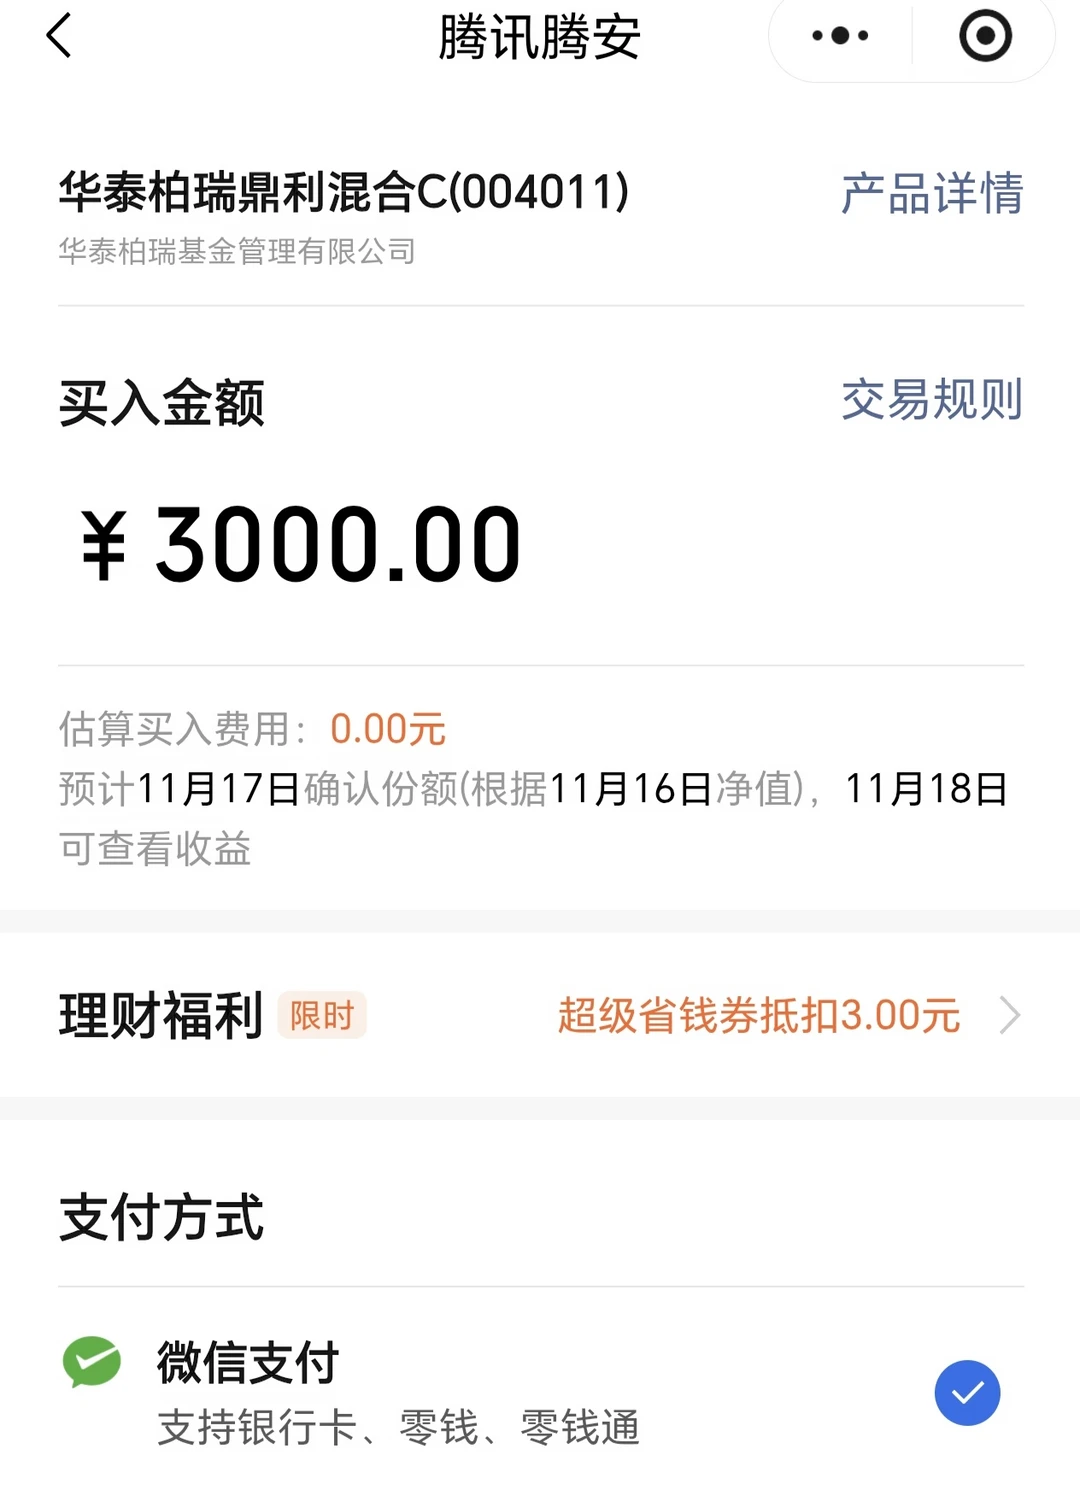 腾讯腾安
华泰柏瑞鼎利混合C(004011)
产品详情
华泰柏瑞基金管理有限公司
买入金额
交易规则
¥3000.00
估算买入费用：0.00元
预计11月17日确认份额(根据11月16日净值)，11月18日
可查看收益
理财福利 限时
超级省钱券抵扣3.00元
支付方式
微信支付
支持银行卡、零钱、零钱通